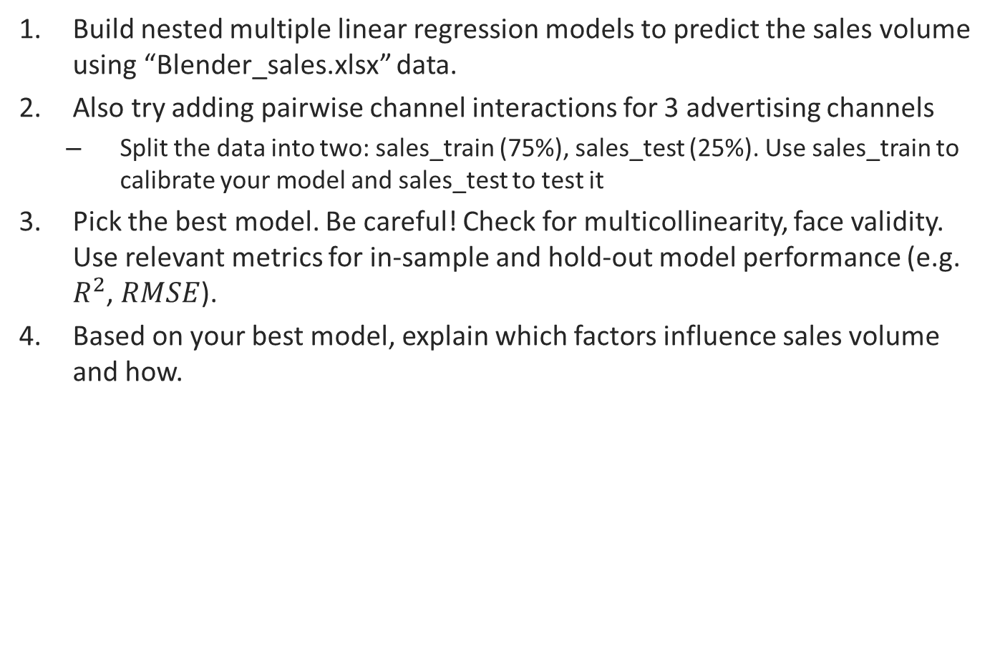 1. Build nested multiple linear regression models to predict the sales volume
using “Blender_sales.xlsx” data.
2. Also try adding pairwise channel interactions for 3 advertising channels
– Split the data into two: sales_train (75%), sales_test (25%). Use sales_train to
calibrate your model and sales_test to test it
3. Pick the best model. Be careful! Check for multicollinearity, face validity.
Use relevant metrics for in-sample and hold-out model performance (e.g.
R², RMSE).
4. Based on your best model, explain which factors influence sales volume
and how.